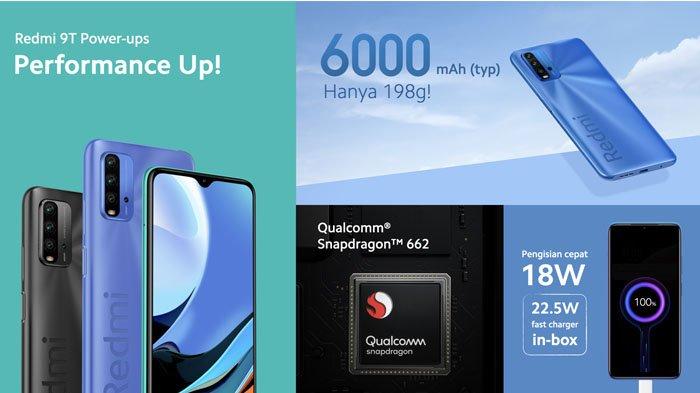 Redmi 9T Power-ups
Performance Up!
Redmi
Redmi
6000 mAh (typ)
Hanya 198g!
Redmi
Qualcomm®
Snapdragon™ 662
Qualcomm
snapdragon
Pengisian cepat
18W
22.5W
fast charger
in-box
100%